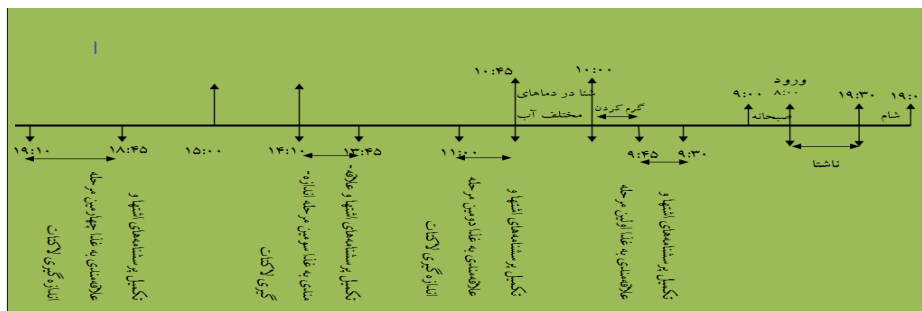 ۱۹:۰
شام
۱۹:۳۰
ناشتا
ورود
۸:۰۰
صبحانه
۹:۰۰
۹:۳۰
۹:۴۵
تکمیل پرسشنامه‌های اشتها و
علاقه‌مندی به غذا اولین مرحله
گرم کردن
۱۰:۰۰
شنا در دماهای
مختلف آب
۱۰:۴۵
۱۱:۰۰
تکمیل پرسشنامه‌های اشتها و
علاقه‌مندی به غذا دومین مرحله
اندازه گیری لاکتات
۱۳:۴۵
۱۴:۱۰
تکمیل پرسشنامه‌های اشتها و علاقه-
مندی به غذا سومین مرحله اندازه-
گیری لاکتات
۱۵:۰۰
۱۸:۴۵
۱۹:۱۰
تکمیل پرسشنامه‌های اشتها و
علاقه‌مندی به غذا چهارمین مرحله
اندازه گیری لاکتات